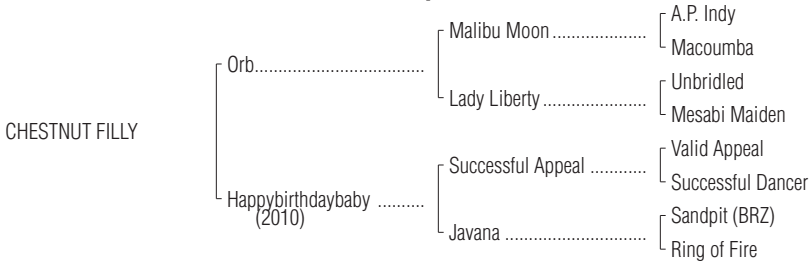 A.P. Indy
Malibu Moon ....................
Macoumba
Orb...................................
Unbridled
Lady Liberty ......................
Mesabi Maiden
CHESTNUT FILLY
Valid Appeal
Successful Appeal ............
Successful Dancer
Happybirthdaybaby ..........
(2010)
Sandpit (BRZ)
Javana ..............................
Ring of Fire